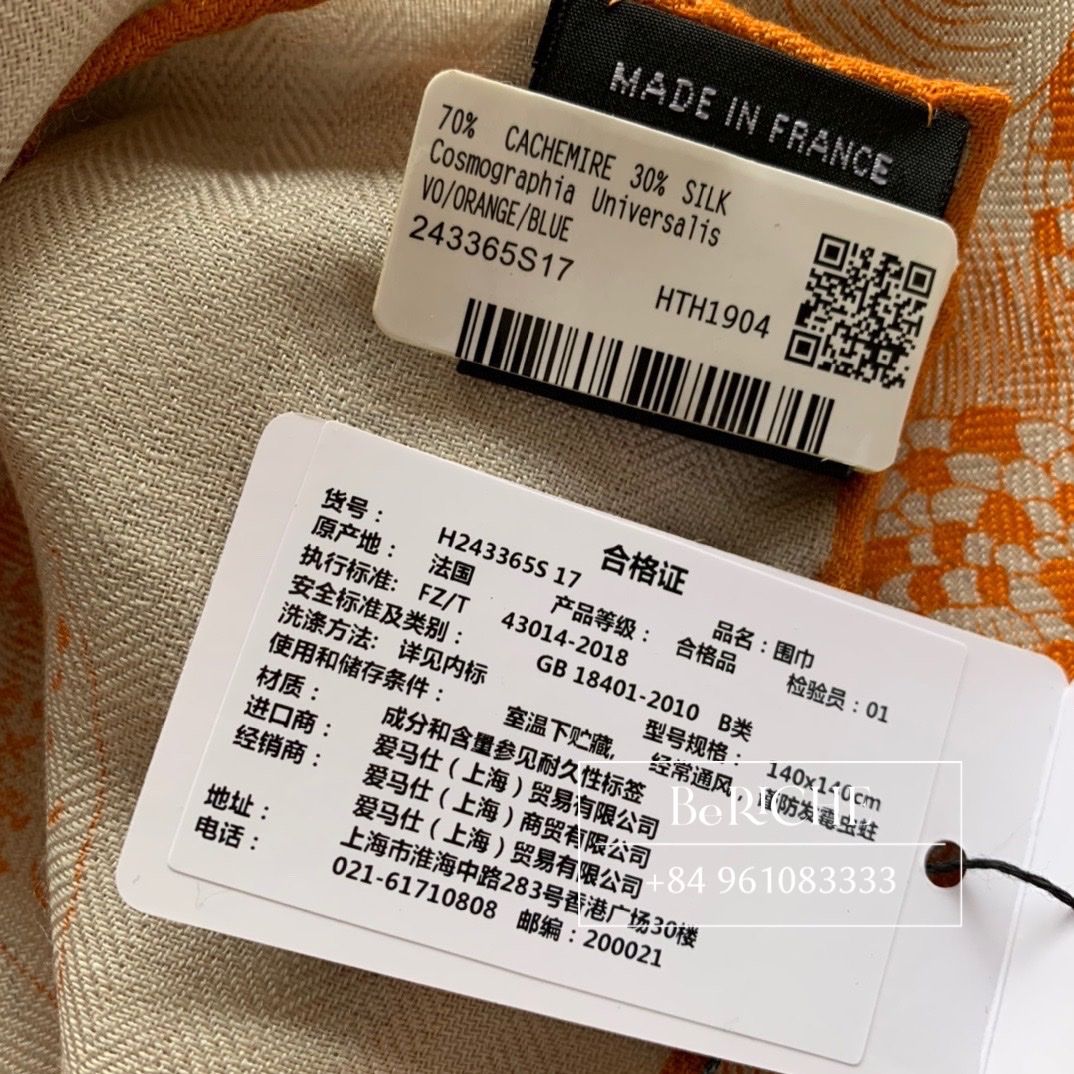 MADE IN FRANCE
70% CACHEMIRE 30% SILK
Cosmographia Universalis
VO/ORANGE/BLUE
243365S17
HTH1904
合格证
货号： H243365S 17 品名：围巾
原产地： 法国 产品等级： 合格品 检验员：01
执行标准: FZ/T 43014-2018
安全标准及类别： GB 18401-2010 B类
洗涤方法: 详见内标 型号规格： 140x140cm
使用和储存条件： 室温下贮藏, 经常通风, 需防发霉虫蛀
材质： 成分和含量参见耐久性标签
进口商： 爱马仕（上海）贸易有限公司
经销商： 爱马仕（上海）商贸有限公司
爱马仕（上海）贸易有限公司
地址： 上海市淮海中路283号香港广场30楼
电话： 021-61710808 邮编：200021
BeRICHE
+84 961083333